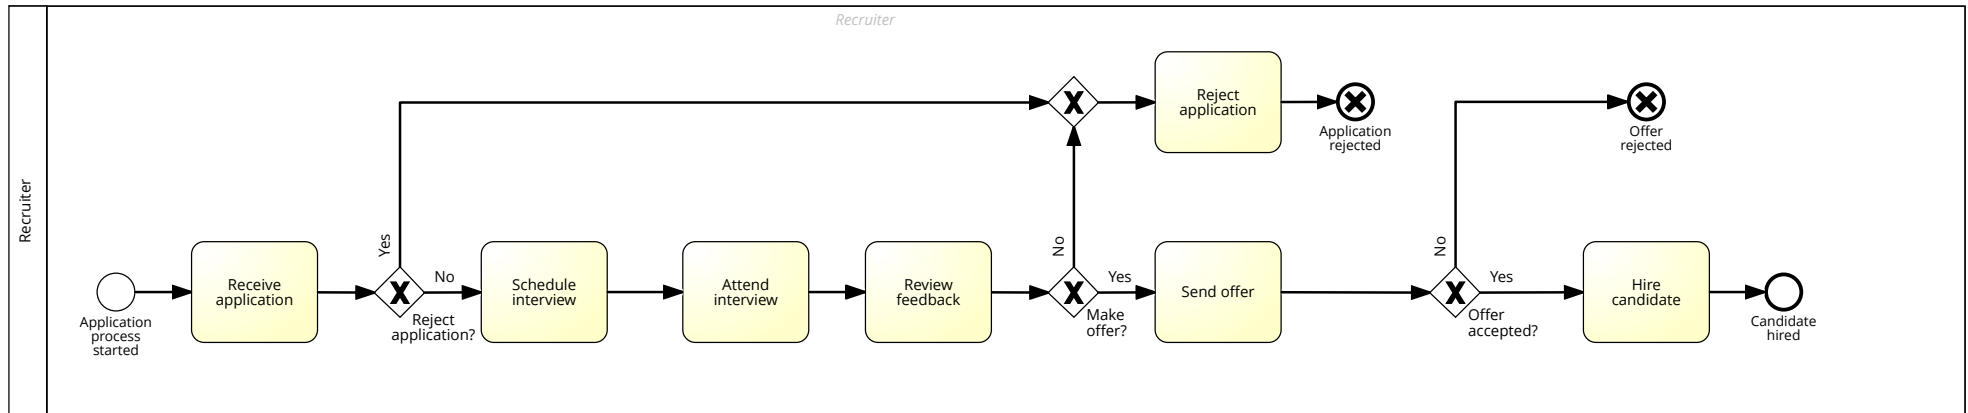 Recruiter
Recruiter
Reject
application
Application
rejected
Offer
rejected
Yes
No
No
Receive
application
No
Schedule
interview
Attend
interview
Review
feedback
Yes
Send offer
Yes
Hire
candidate
Application
process
started
Reject
application?
Make
offer?
Offer
accepted?
Candidate
hired